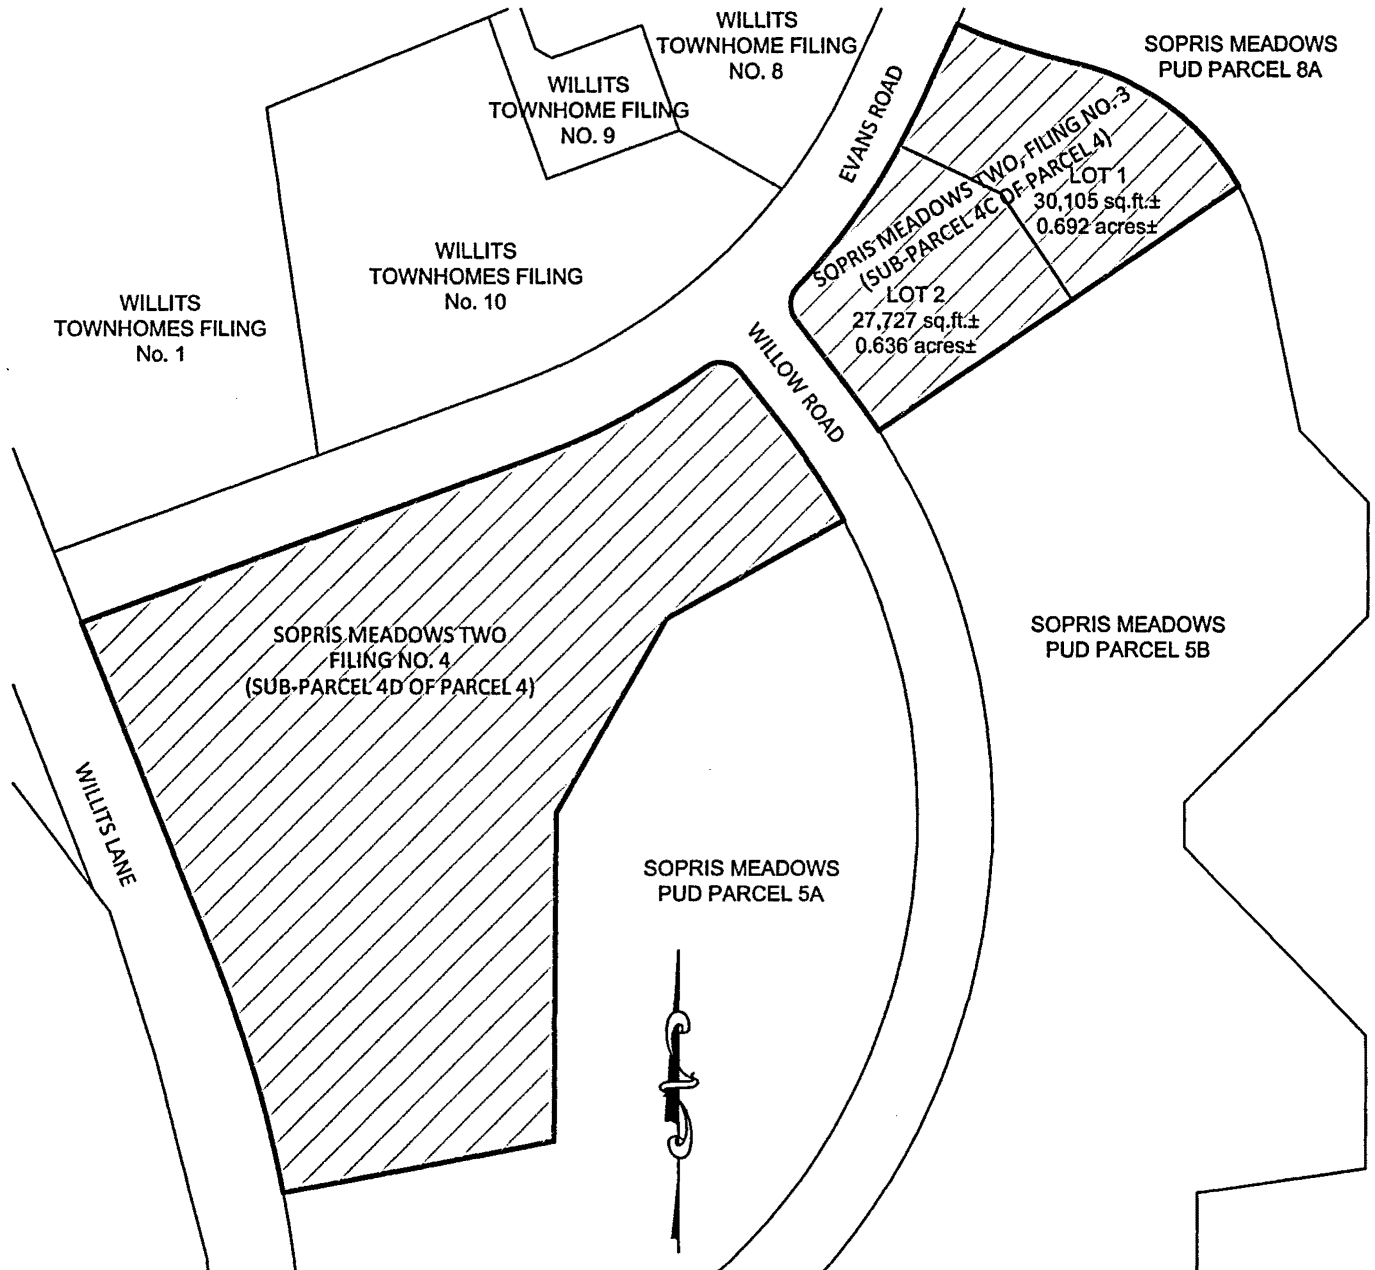 WILLITS
TOWNHOME FILING
NO. 8
SOPRIS MEADOWS
PUD PARCEL 8A
WILLITS
TOWNHOME FILING
NO. 9
EVANS ROAD
SOPRIS MEADOWS TWO, FILING NO. 3
(SUB-PARCEL 4C OF PARCEL 4)
LOT 1
30,105 sq.ft.±
0.692 acres±
WILLITS
TOWNHOMES FILING
No. 10
LOT 2
27,727 sq.ft.±
0.636 acres±
WILLITS
TOWNHOMES FILING
No. 1
WILLOW ROAD
SOPRIS MEADOWS TWO
FILING NO. 4
(SUB-PARCEL 4D OF PARCEL 4)
SOPRIS MEADOWS
PUD PARCEL 5B
WILLITS LANE
SOPRIS MEADOWS
PUD PARCEL 5A